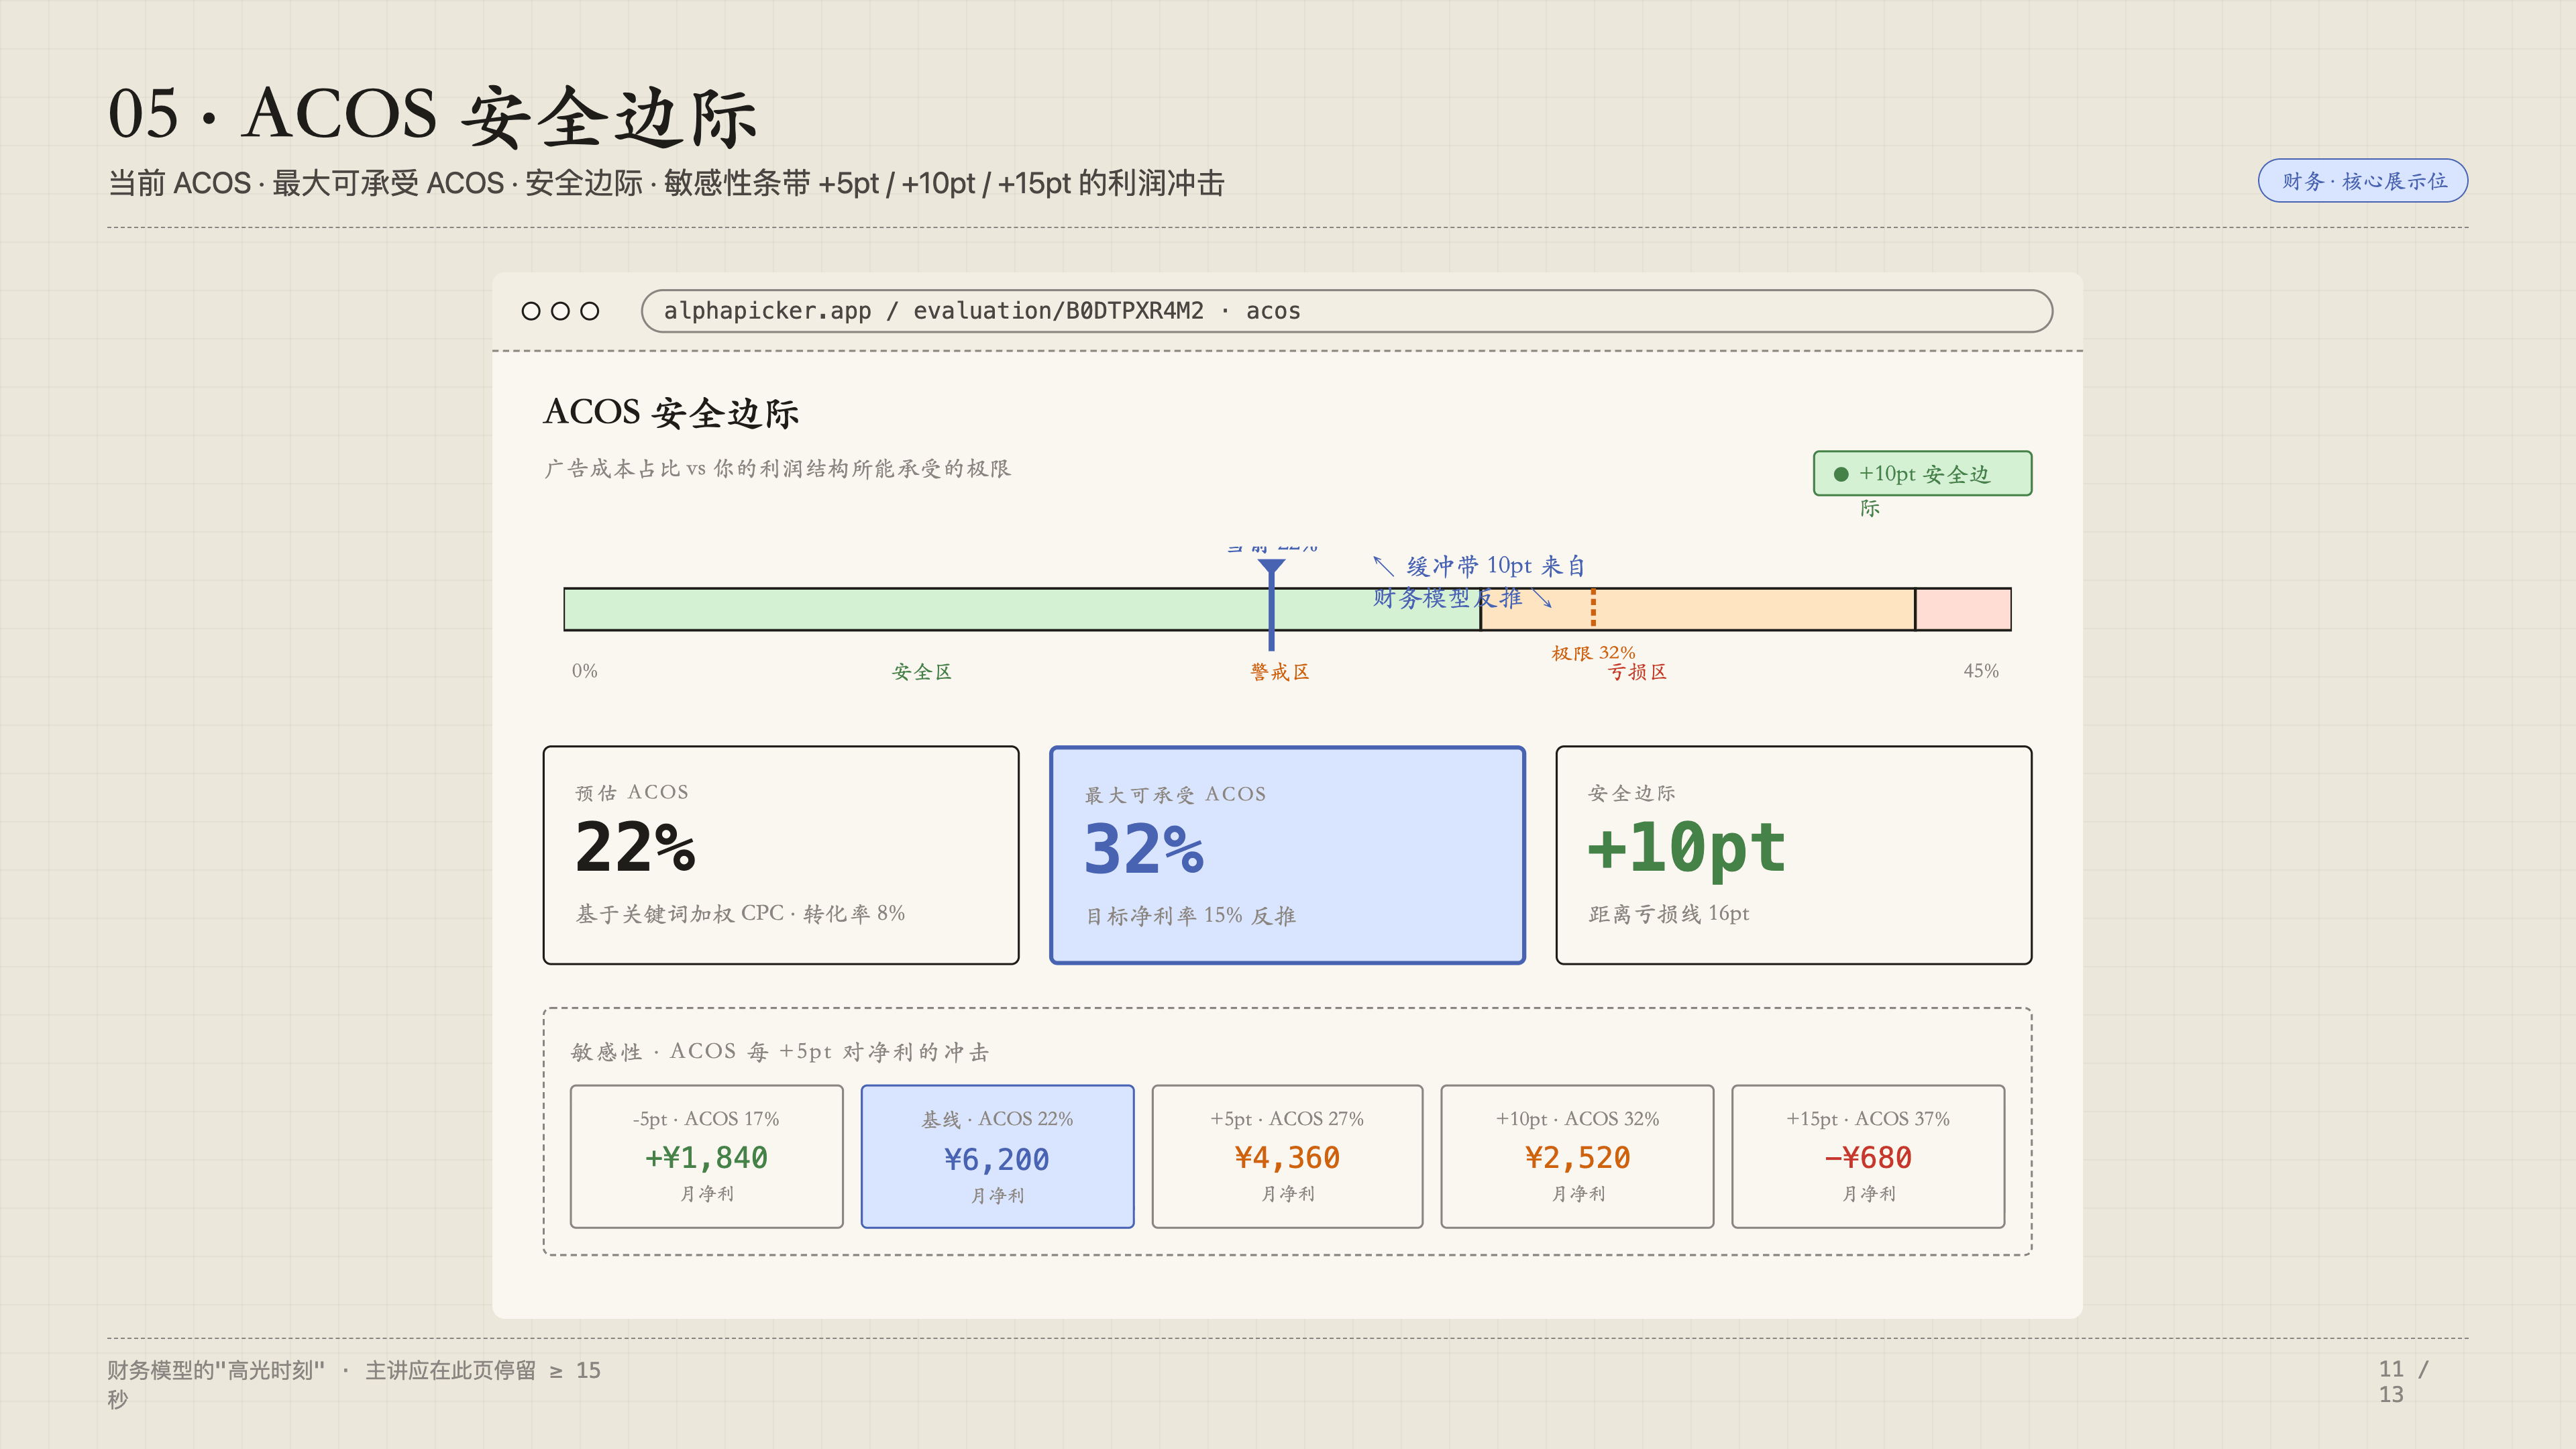 05 · ACOS 安全边际
当前 ACOS · 最大可承受 ACOS · 安全边际 · 敏感性条带 +5pt / +10pt / +15pt 的利润冲击
财务 · 核心展示位
alphapicker.app / evaluation/B0DTPXR4M2 · acos
ACOS 安全边际
广告成本占比 vs 你的利润结构所能承受的极限
+10pt 安全边
际
当前 22%
↖ 缓冲带 10pt 来自
财务模型反推 ↘
极限 32%
0%
安全区
警戒区
亏损区
45%
预估 ACOS
22%
基于关键词加权 CPC · 转化率 8%
最大可承受 ACOS
32%
目标净利率 15% 反推
安全边际
+10pt
距离亏损线 16pt
敏感性 · ACOS 每 +5pt 对净利的冲击
-5pt · ACOS 17%
+¥1,840
月净利
基线 · ACOS 22%
¥6,200
月净利
+5pt · ACOS 27%
¥4,360
月净利
+10pt · ACOS 32%
¥2,520
月净利
+15pt · ACOS 37%
−¥680
月净利
财务模型的"高光时刻" · 主讲应在此页停留 ≥ 15
秒
11 /
13